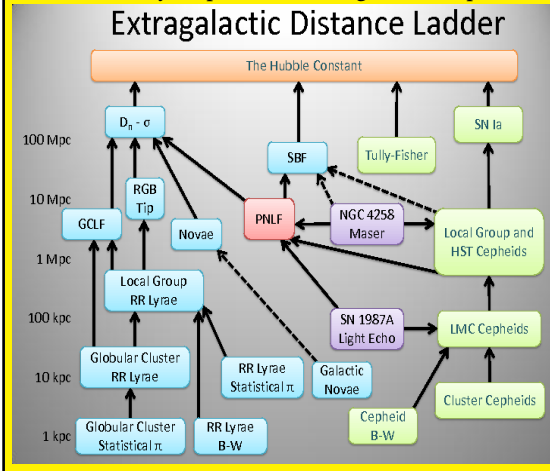 Extragalactic Distance Ladder
The Hubble Constant
Dn - σ
SN Ia
100 Mpc
SBF
Tully-Fisher
RGB
Tip
10 Mpc
GCLF
PNLF
NGC 4258
Maser
Novae
Local Group and
HST Cepheids
1 Mpc
Local Group
RR Lyrae
100 kpc
SN 1987A
Light Echo
LMC Cepheids
Globular Cluster
RR Lyrae
RR Lyrae
Statistical π
Galactic
Novae
10 kpc
Cluster Cepheids
Cepheid
B-W
1 kpc
Globular Cluster
Statistical π
RR Lyrae
B-W